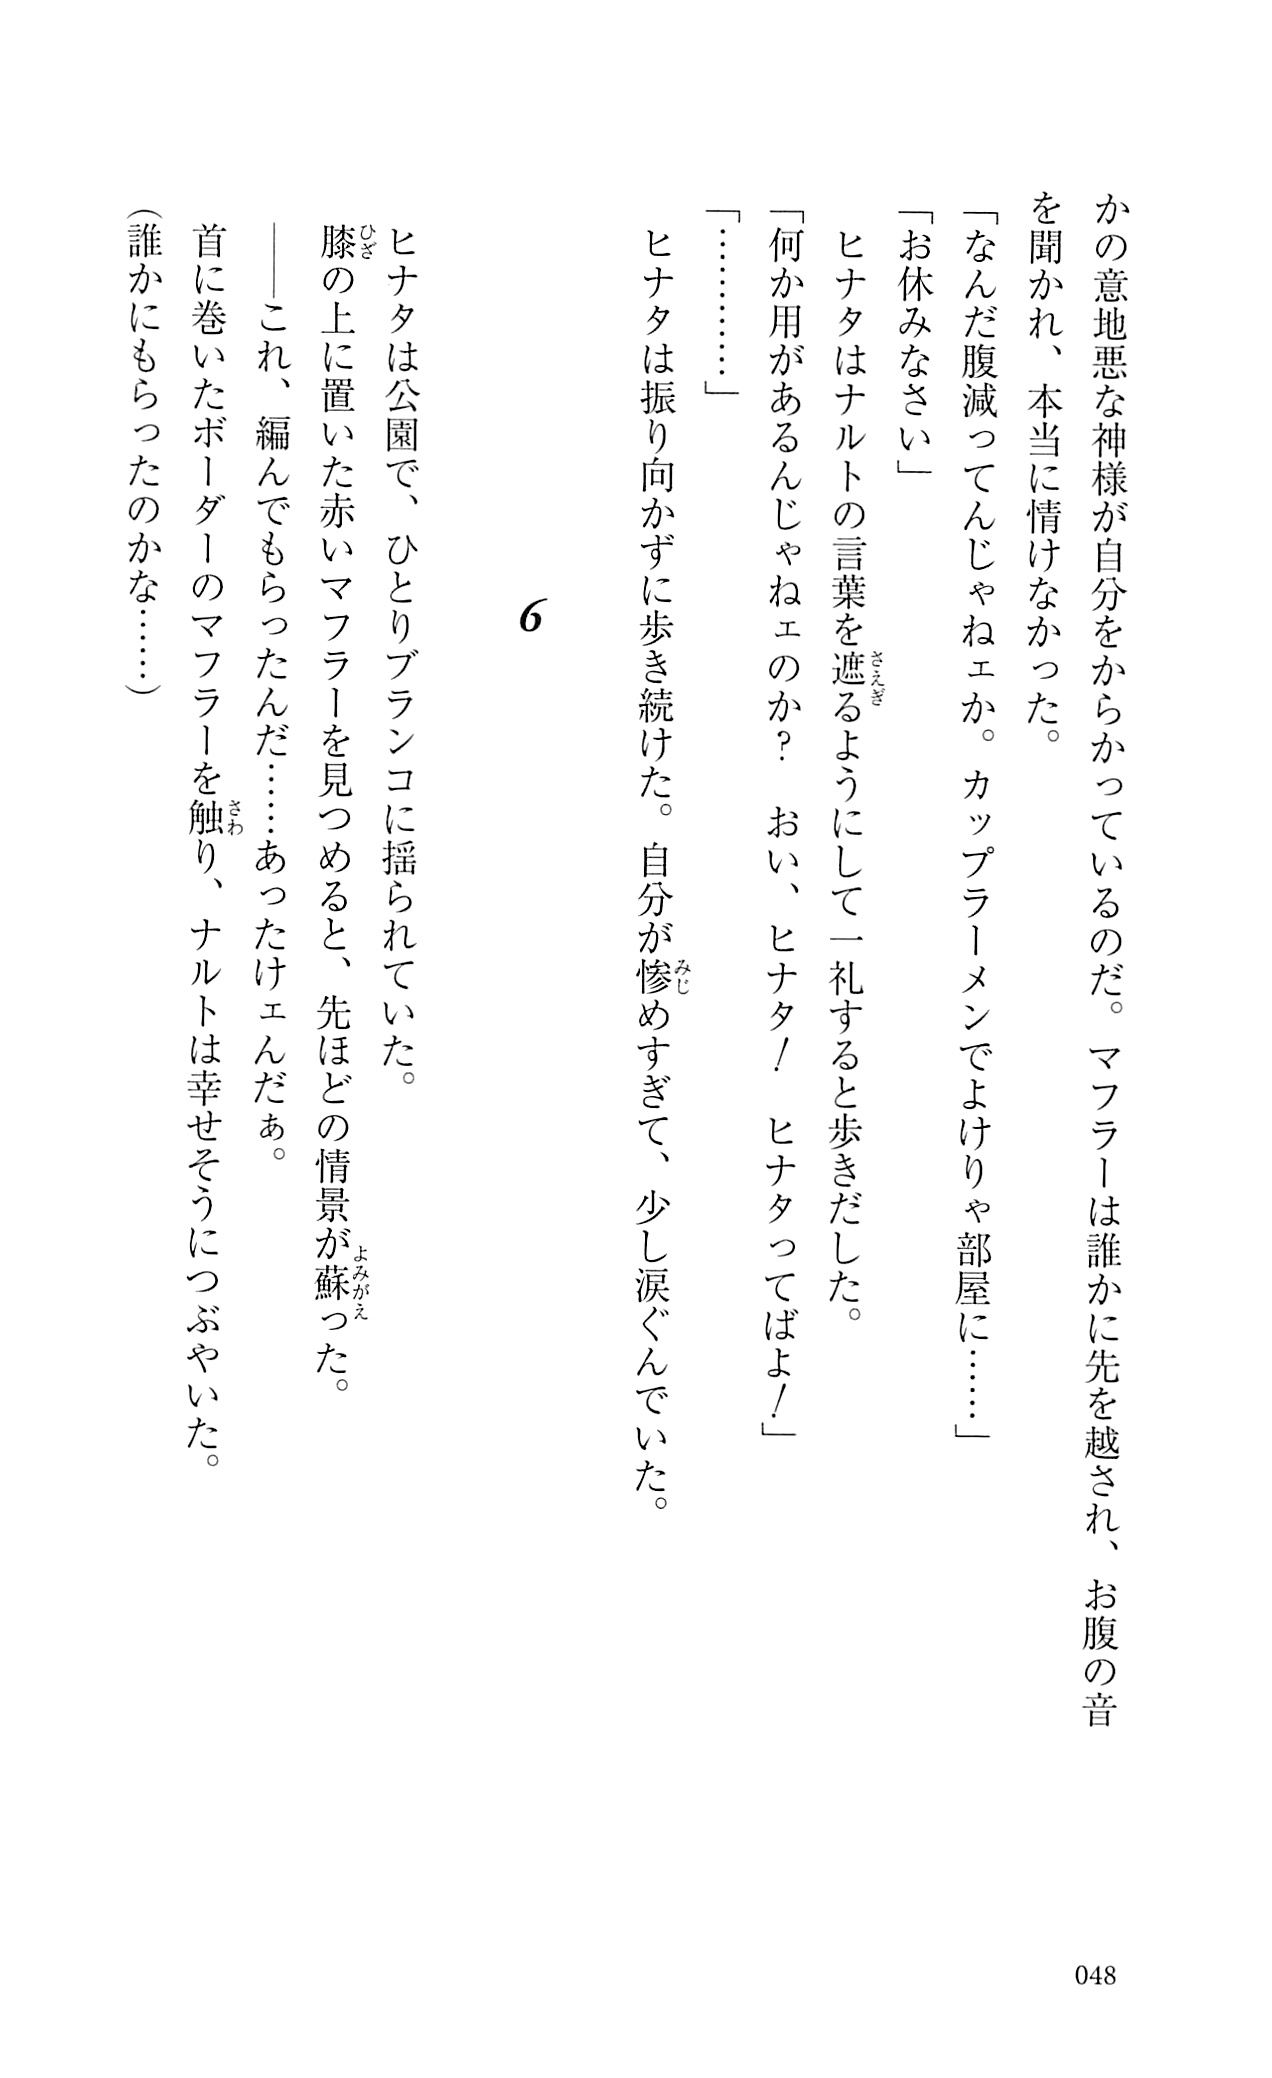 かの意地悪な神様が自分をからかっているのだ。マフラーは誰かに先を越され、お腹の音
を聞かれ、本当に情けなかった。
「なんだ腹減ってんじゃねェか。カップラーメンでよけりゃ部屋に……」
「お休みなさい」
　ヒナタはナルトの言葉を遮るようにして一礼すると歩きだした。
「何か用があるんじゃねェのか？　おい、ヒナタ！　ヒナタってばよ！」
「…………」
　ヒナタは振り向かずに歩き続けた。自分が惨めすぎて、少し涙ぐんでいた。
6
　ヒナタは公園で、ひとりブランコに揺られていた。
　膝の上に置いた赤いマフラーを見つめると、先ほどの情景が蘇った。
　――これ、編んでもらったんだ……あったけェんだぁ。
　首に巻いたボーダーのマフラーを触り、ナルトは幸せそうにつぶやいた。
（誰かにもらったのかな……）
048